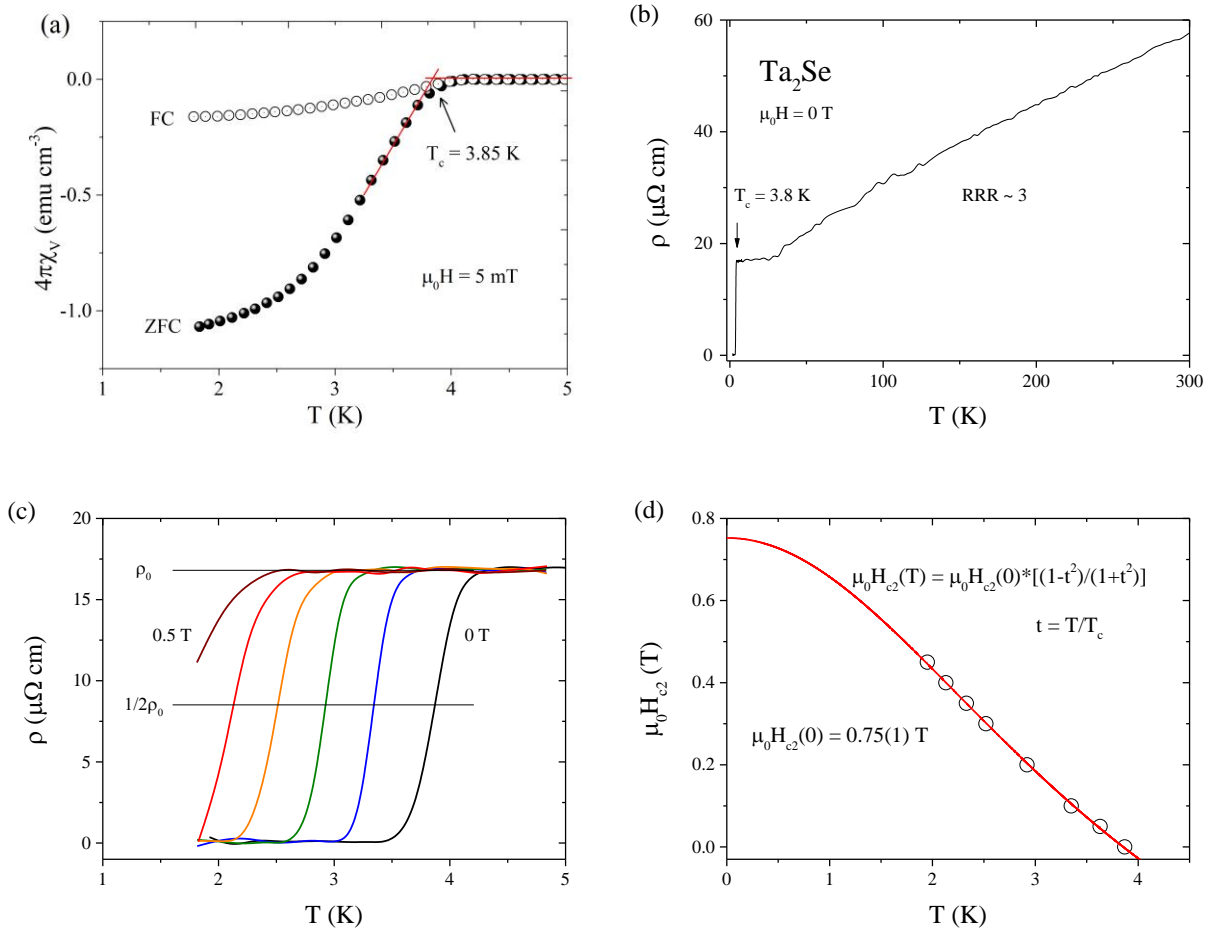 (a)
0.0
-0.5
-1.0
4πχ_V (emu cm^-3)
FC
ZFC
T_c = 3.85 K
μ_0H = 5 mT
1 2 3 4 5
T (K)
(b)
60
40
20
0
ρ (μΩ cm)
Ta_2Se
μ_0H = 0 T
T_c = 3.8 K
RRR ~ 3
0 100 200 300
T (K)
(c)
20
15
10
5
0
ρ (μΩ cm)
ρ_0
0.5 T
0 T
1/2ρ_0
1 2 3 4 5
T (K)
(d)
0.8
0.6
0.4
0.2
0.0
μ_0H_c2 (T)
μ_0H_c2(T) = μ_0H_c2(0)*[(1-t^2)/(1+t^2)]
t = T/T_c
μ_0H_c2(0) = 0.75(1) T
0 1 2 3 4
T (K)